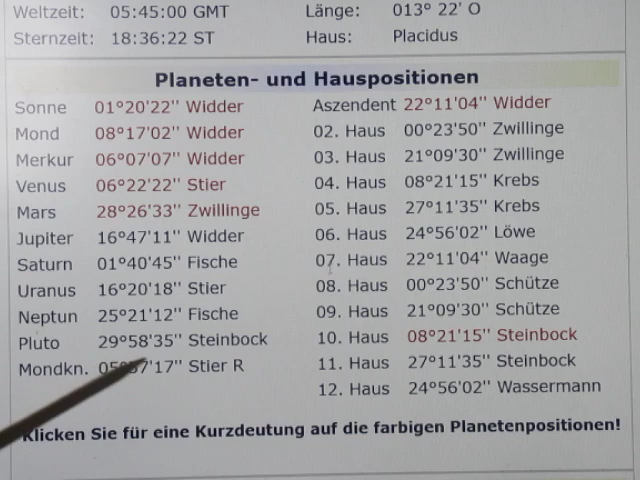 Weltzeit: 05:45:00 GMT Länge: 013° 22' O
Sternzeit: 18:36:22 ST Haus: Placidus
Planeten- und Hauspositionen
Sonne 01°20'22" Widder Aszendent 22°11'04" Widder
Mond 08°17'02" Widder 02. Haus 00°23'50" Zwillinge
Merkur 06°07'07" Widder 03. Haus 21°09'30" Zwillinge
Venus 06°22'22" Stier 04. Haus 08°21'15" Krebs
Mars 28°26'33" Zwillinge 05. Haus 27°11'35" Krebs
Jupiter 16°47'11" Widder 06. Haus 24°56'02" Löwe
Saturn 01°40'45" Fische 07. Haus 22°11'04" Waage
Uranus 16°20'18" Stier 08. Haus 00°23'50" Schütze
Neptun 25°21'12" Fische 09. Haus 21°09'30" Schütze
Pluto 29°58'35" Steinbock 10. Haus 08°21'15" Steinbock
Mondkn. Stier R 11. Haus 27°11'35" Steinbock
12. Haus 24°56'02" Wassermann
Klicken Sie für eine Kurzdeutung auf die farbigen Planetenpositionen!